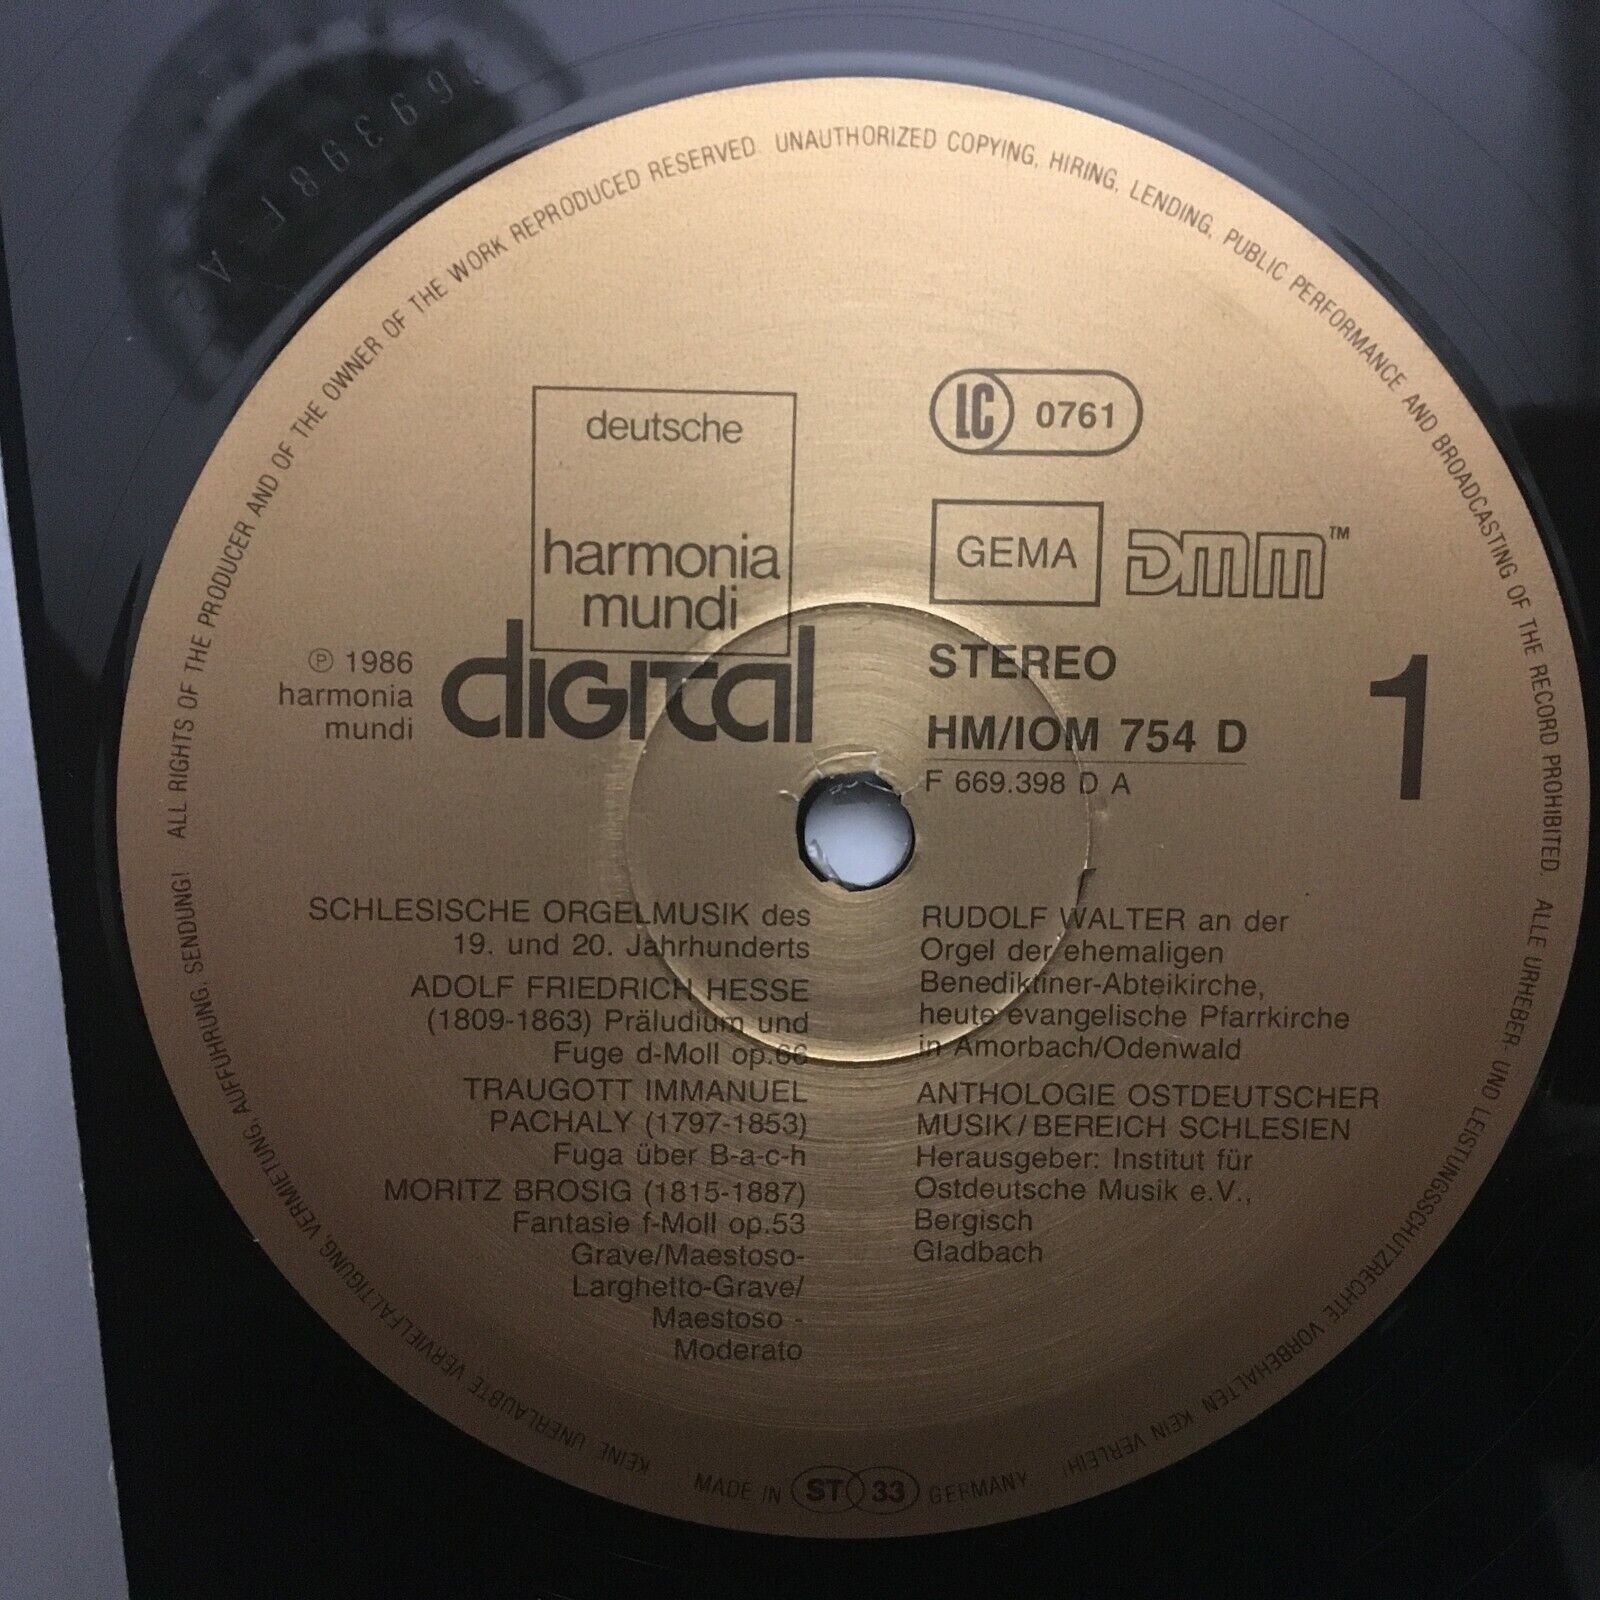 ALL RIGHTS OF THE PRODUCER AND OF THE OWNER OF THE WORK REPRODUCED RESERVED. UNAUTHORIZED COPYING, HIRING, LENDING, PUBLIC PERFORMANCE AND BROADCASTING OF THE RECORD PROHIBITED.
ALLE URHEBER- UND LEISTUNGSSCHUTZRECHTE VORBEHALTEN. KEIN VERLEIH!
KEINE UNERLAUBTE VERVIELFÄLTIGUNG, VERMIETUNG, AUFFÜHRUNG, SENDUNG!
deutsche
harmonia
mundi
digital
℗ 1986
harmonia
mundi
LC 0761
GEMA DMM™
STEREO
HM/IOM 754 D
F 669.398 D A
1
SCHLESISCHE ORGELMUSIK des
19. und 20. Jahrhunderts
ADOLF FRIEDRICH HESSE
(1809-1863) Präludium und
Fuge d-Moll op.66
TRAUGOTT IMMANUEL
PACHALY (1797-1853)
Fuga über B-a-c-h
MORITZ BROSIG (1815-1887)
Fantasie f-Moll op.53
Grave/Maestoso-
Larghetto-Grave/
Maestoso -
Moderato
RUDOLF WALTER an der
Orgel der ehemaligen
Benediktiner-Abteikirche,
heute evangelische Pfarrkirche
in Amorbach/Odenwald
ANTHOLOGIE OSTDEUTSCHER
MUSIK/BEREICH SCHLESIEN
Herausgeber: Institut für
Ostdeutsche Musik e.V.,
Bergisch
Gladbach
MADE IN ST 33 GERMANY